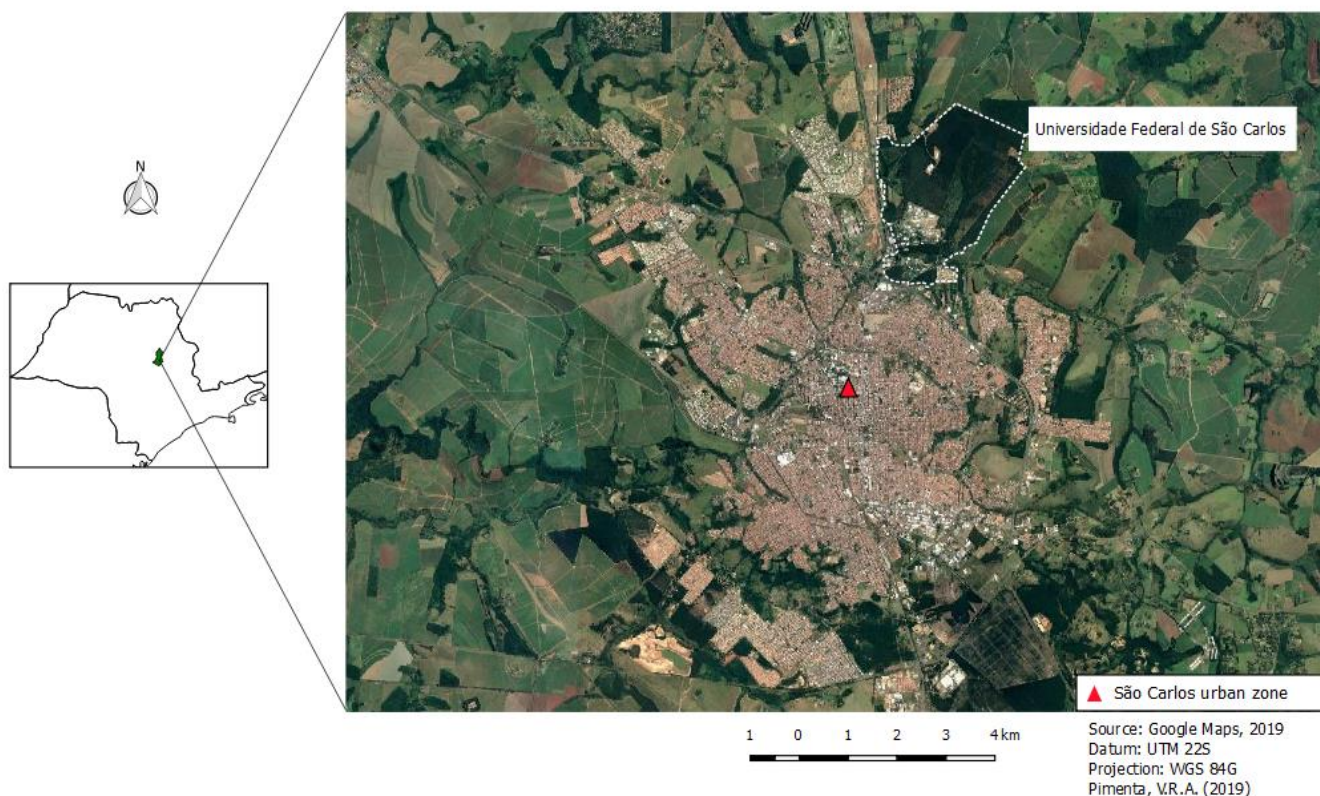 N
Universidade Federal de São Carlos
São Carlos urban zone
1 0 1 2 3 4 km
Source: Google Maps, 2019
Datum: UTM 22S
Projection: WGS 84G
Pimenta, V.R.A. (2019)